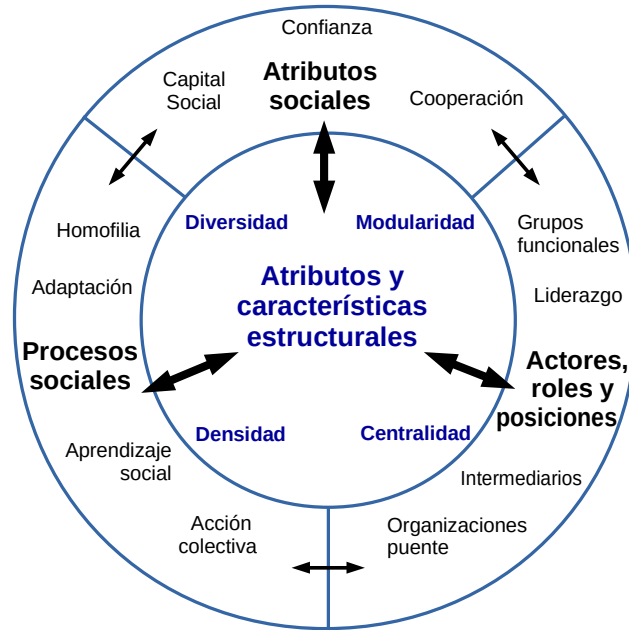 Confianza
Capital
Social
Atributos
sociales
Cooperación
Diversidad
Modularidad
Homofilia
Grupos
funcionales
Adaptación
Atributos y
características
estructurales
Liderazgo
Procesos
sociales
Actores,
roles y
posiciones
Densidad
Centralidad
Aprendizaje
social
Intermediarios
Acción
colectiva
Organizaciones
puente